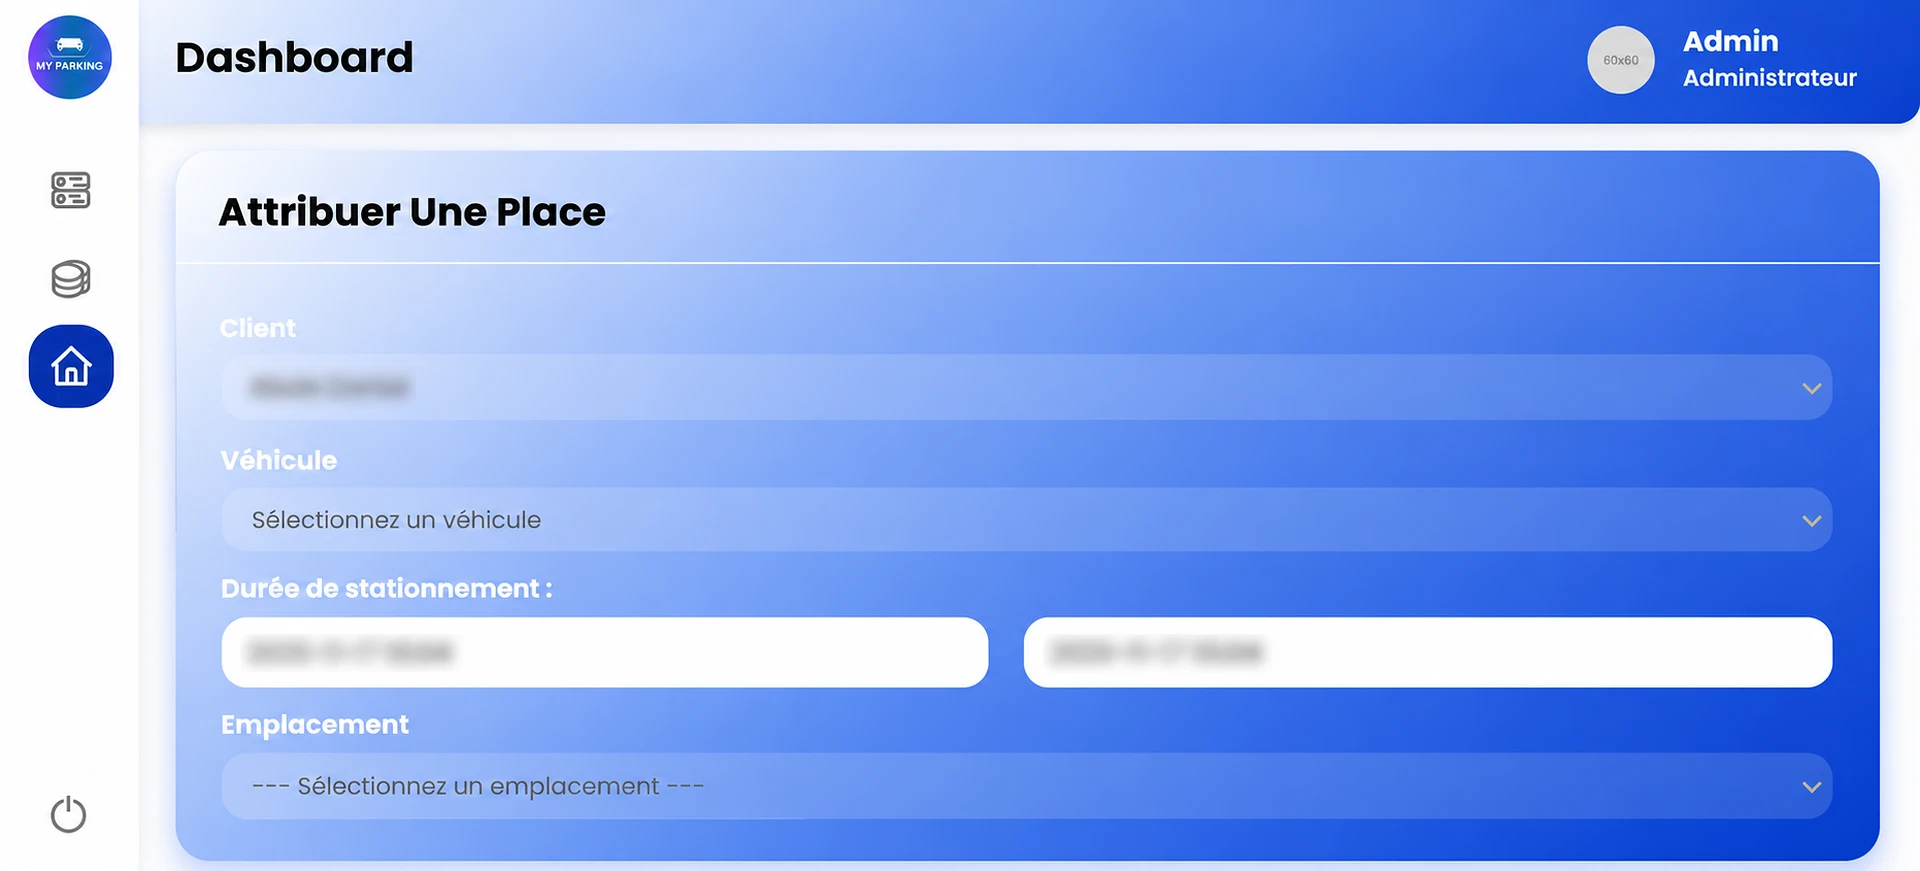 MY PARKING
Dashboard
60x60
Admin
Administrateur
Attribuer Une Place
Client
Véhicule
Sélectionnez un véhicule
Durée de stationnement :
Emplacement
--- Sélectionnez un emplacement ---